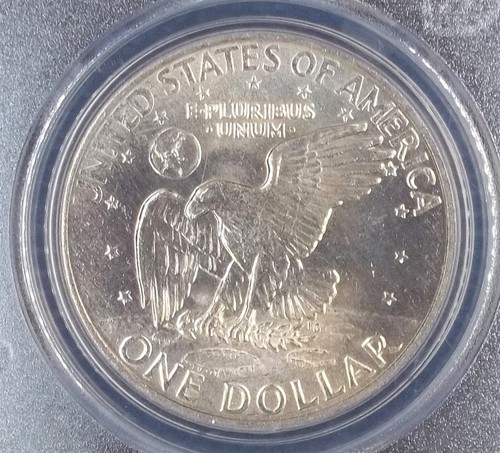 UNITED STATES OF AMERICA
E·PLURIBUS
·UNUM·
ONE DOLLAR